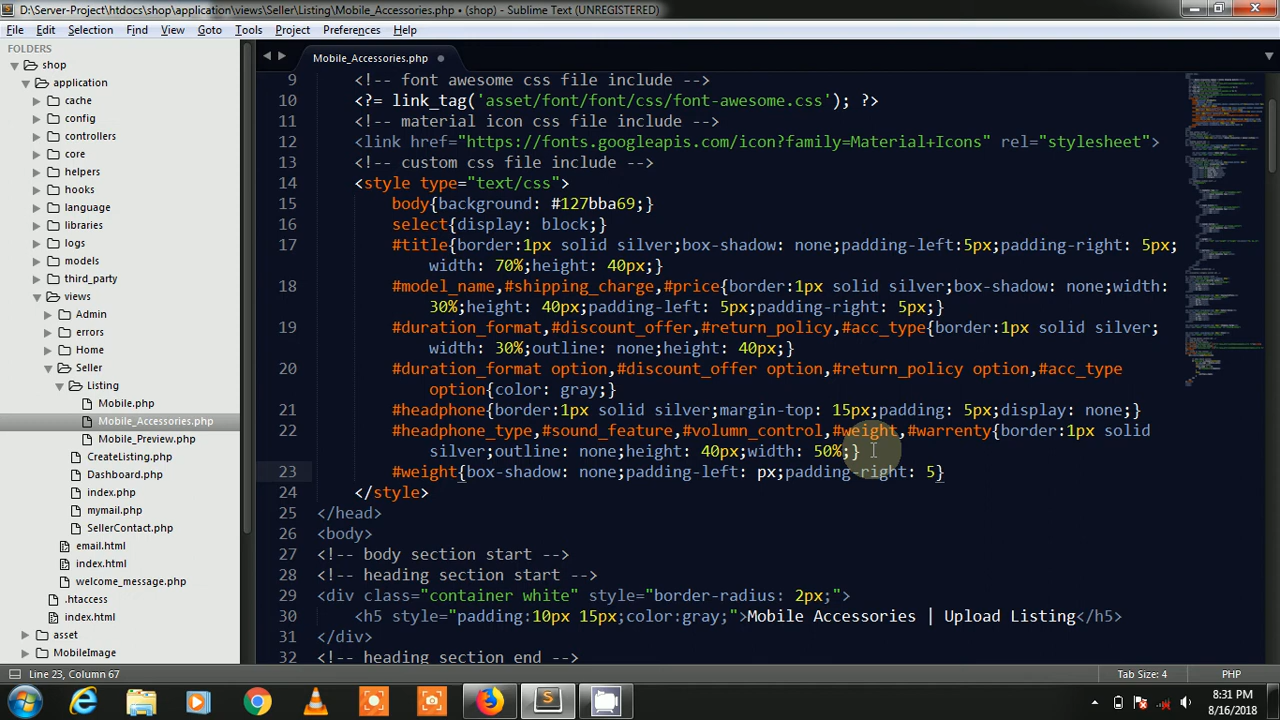 D:\Server-Project\htdocs\shop\application\views\Seller\Listing\Mobile_Accessories.php • (shop) - Sublime Text (UNREGISTERED)
File Edit Selection Find View Goto Tools Project Preferences Help
FOLDERS
shop
application
cache
config
controllers
core
helpers
hooks
language
libraries
logs
models
third_party
views
Admin
errors
Home
Seller
Listing
Mobile.php
Mobile_Accessories.php
Mobile_Preview.php
CreateListing.php
Dashboard.php
index.php
mymail.php
SellerContact.php
email.html
index.html
welcome_message.php
.htaccess
index.html
asset
MobileImage
Mobile_Accessories.php
9 <!-- font awesome css file include -->
10 <?= link_tag('asset/font/font/css/font-awesome.css'); ?>
11 <!-- material icon css file include -->
12 <link href="https://fonts.googleapis.com/icon?family=Material+Icons" rel="stylesheet">
13 <!-- custom css file include -->
14 <style type="text/css">
15 body{background: #127bba69;}
16 select{display: block;}
17 #title{border:1px solid silver;box-shadow: none;padding-left:5px;padding-right: 5px;
width: 70%;height: 40px;}
18 #model_name,#shipping_charge,#price{border:1px solid silver;box-shadow: none;width:
30%;height: 40px;padding-left: 5px;padding-right: 5px;}
19 #duration_format,#discount_offer,#return_policy,#acc_type{border:1px solid silver;
width: 30%;outline: none;height: 40px;}
20 #duration_format option,#discount_offer option,#return_policy option,#acc_type
option{color: gray;}
21 #headphone{border:1px solid silver;margin-top: 15px;padding: 5px;display: none;}
22 #headphone_type,#sound_feature,#volumn_control,#weight,#warrenty{border:1px solid
silver;outline: none;height: 40px;width: 50%;}
23 #weight{box-shadow: none;padding-left: px;padding-right: 5}
24 </style>
25 </head>
26 <body>
27 <!-- body section start -->
28 <!-- heading section start -->
29 <div class="container white" style="border-radius: 2px;">
30 <h5 style="padding:10px 15px;color:gray;">Mobile Accessories | Upload Listing</h5>
31 </div>
32 <!-- heading section end -->
Line 23, Column 67
Tab Size: 4
PHP
8:31 PM
8/16/2018